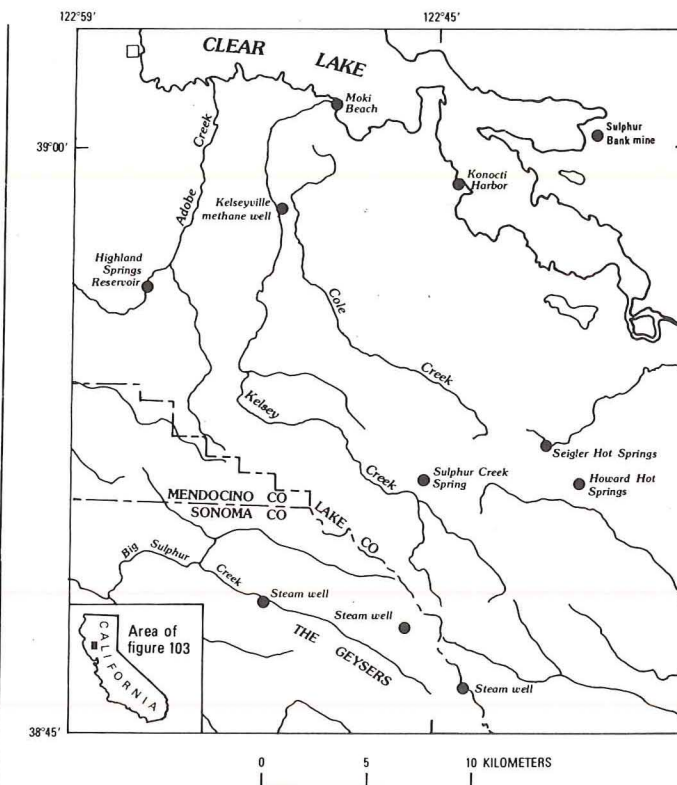 122°59'
122°45'
CLEAR LAKE
Moki
Beach
Sulphur
Bank mine
39°00'
Konocti
Harbor
Adobe Creek
Kelseyville
methane well
Highland
Springs
Reservoir
Cole Creek
Kelsey Creek
Seigler Hot Springs
Sulphur Creek
Spring
Howard Hot
Springs
MENDOCINO CO
SONOMA CO
LAKE CO
Big Sulphur Creek
Steam well
Steam well
THE GEYSERS
Steam well
CALIFORNIA
Area of
figure 103
38°45'
0 5 10 KILOMETERS